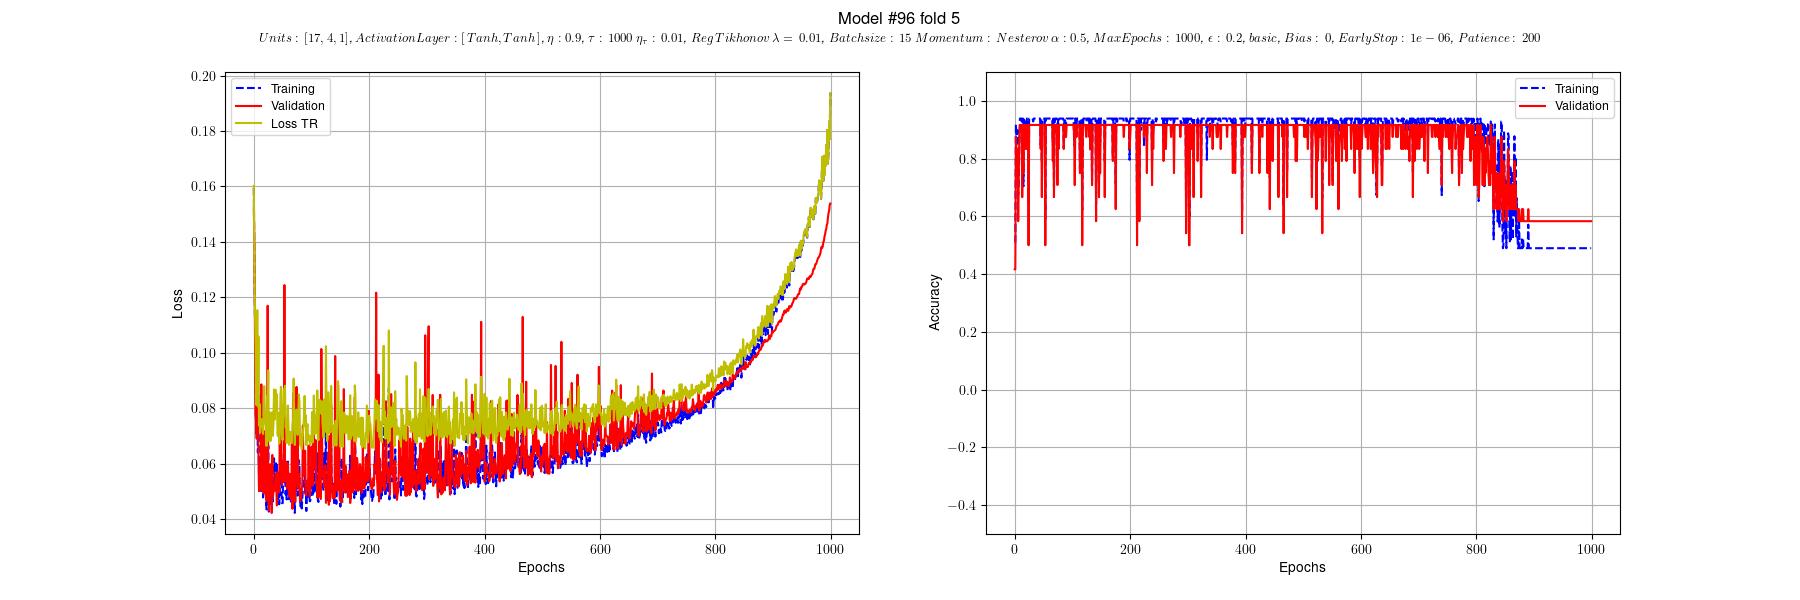 Model #96 fold 5
Units : [17, 4, 1], ActivationLayer : [Tanh, Tanh], η : 0.9, τ : 1000 η_τ : 0.01, RegTikhonov λ = 0.01, Batchsize : 15 Momentum : Nesterov α : 0.5, MaxEpochs : 1000, ϵ : 0.2, basic, Bias : 0, EarlyStop : 1e − 06, Patience : 200
0.20
0.18
0.16
0.14
0.12
0.10
0.08
0.06
0.04
Loss
Training
Validation
Loss TR
0 200 400 600 800 1000
Epochs
1.0
0.8
0.6
0.4
0.2
0.0
−0.2
−0.4
Accuracy
Training
Validation
0 200 400 600 800 1000
Epochs